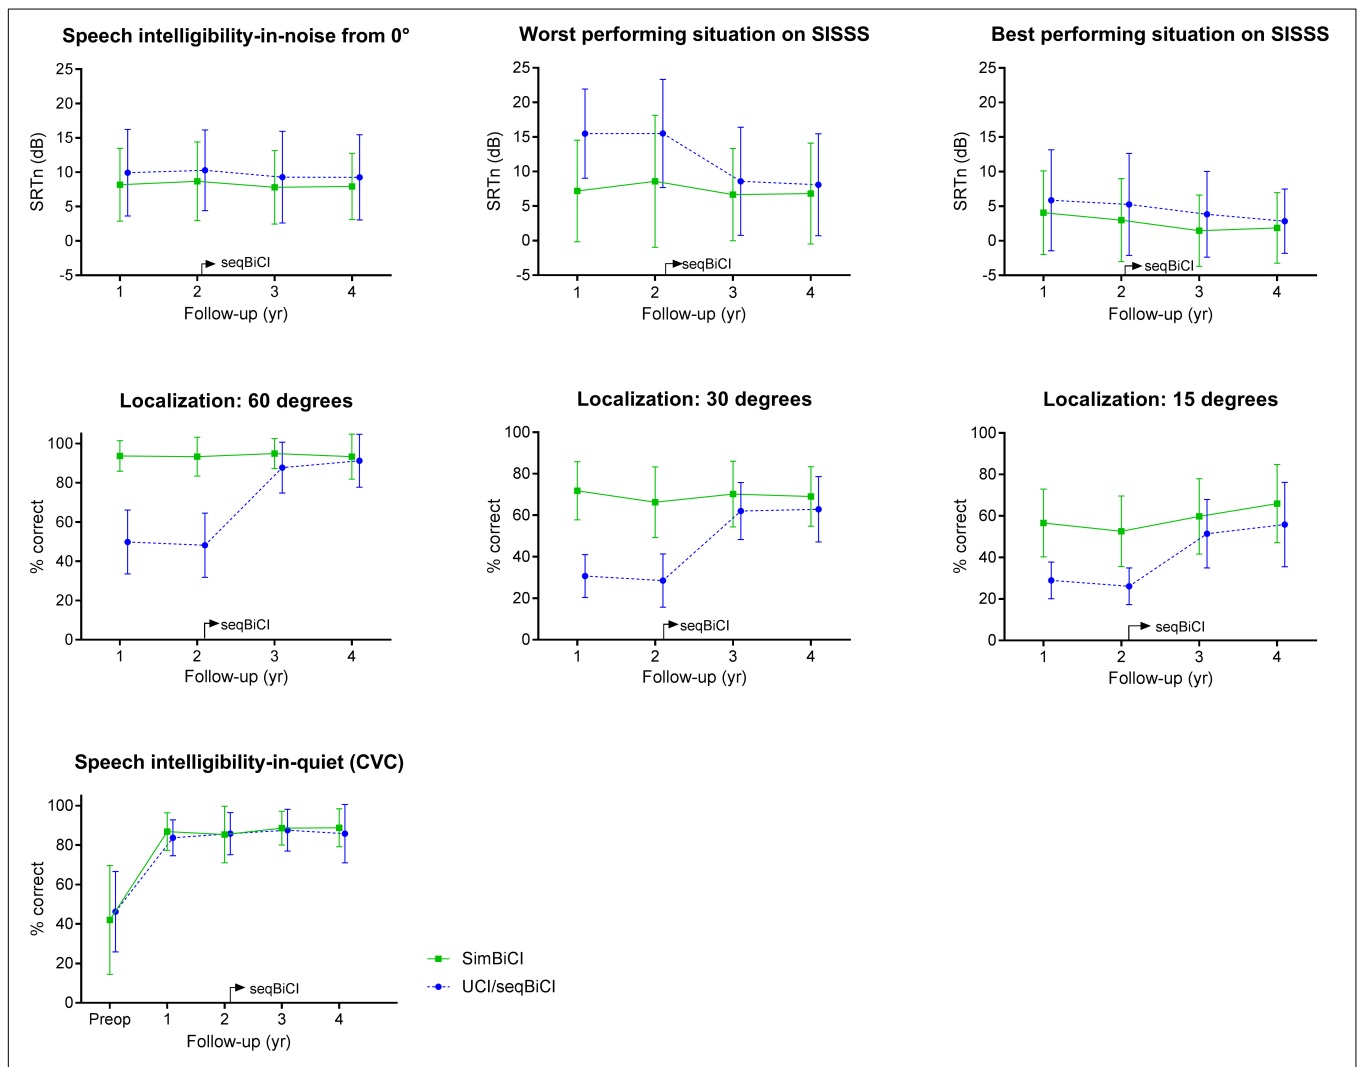 Speech intelligibility-in-noise from 0°
25
20
15
10
5
0
-5
SRTn (dB)
seqBiCI
1 2 3 4
Follow-up (yr)
Worst performing situation on SISSS
25
20
15
10
5
0
-5
SRTn (dB)
seqBiCI
1 2 3 4
Follow-up (yr)
Best performing situation on SISSS
25
20
15
10
5
0
-5
SRTn (dB)
seqBiCI
1 2 3 4
Follow-up (yr)
Localization: 60 degrees
100
80
60
40
20
0
% correct
seqBiCI
1 2 3 4
Follow-up (yr)
Localization: 30 degrees
100
80
60
40
20
0
% correct
seqBiCI
1 2 3 4
Follow-up (yr)
Localization: 15 degrees
100
80
60
40
20
0
% correct
seqBiCI
1 2 3 4
Follow-up (yr)
Speech intelligibility-in-quiet (CVC)
100
80
60
40
20
0
% correct
seqBiCI
Preop 1 2 3 4
Follow-up (yr)
SimBiCI
UCI/seqBiCI